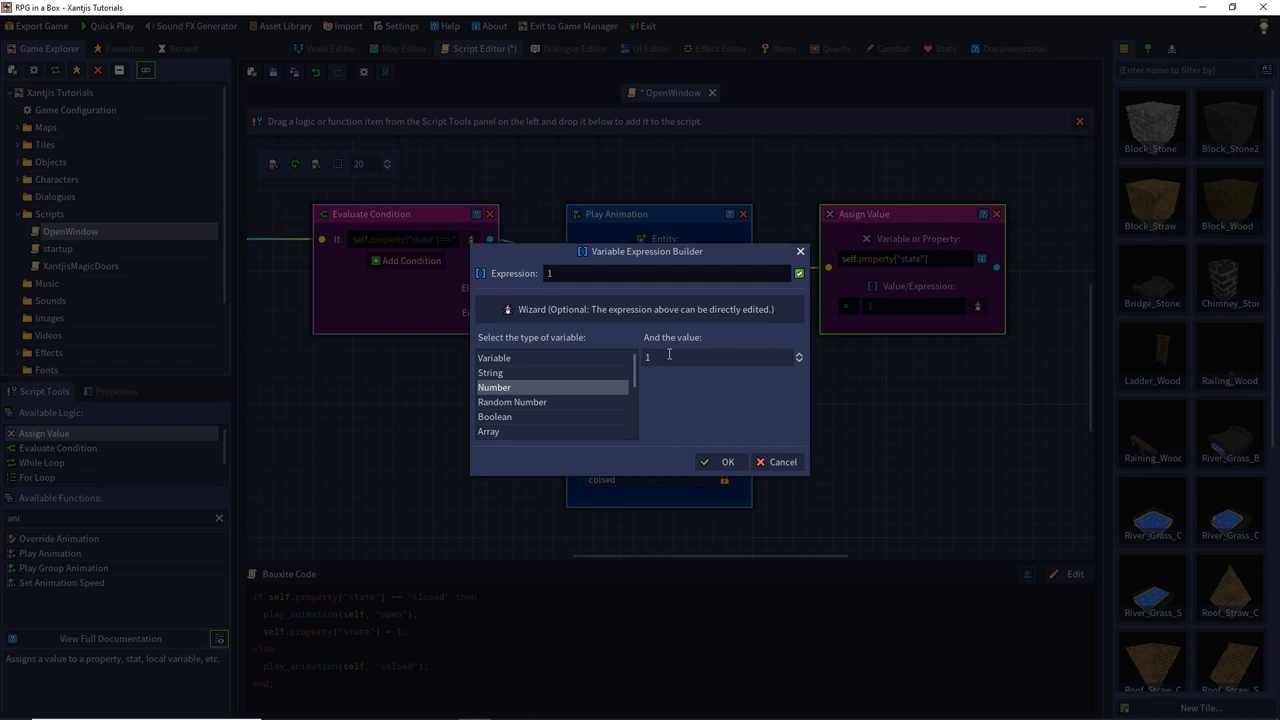 RPG in a Box - Xantjis Tutorials
Export Game
Quick Play
Sound FX Generator
Asset Library
Import
Settings
Help
About
Exit to Game Manager
Exit
Game Explorer
Favorites
Recent
Voxel Editor
Map Editor
Script Editor (*)
Dialogue Editor
UI Editor
Effect Editor
Items
Quests
Combat
Stats
Documentation
(Enter name to filter by)
* OpenWindow
Xantjis Tutorials
Game Configuration
Maps
Tiles
Objects
Characters
Dialogues
Scripts
OpenWindow
startup
XantjisMagicDoors
Music
Sounds
Images
Videos
Effects
Fonts
Drag a logic or function item from the Script Tools panel on the left and drop it below to add it to the script.
20
Evaluate Condition
If: self.property["state"] == "
Add Condition
El
Play Animation
Entity:
colsed
Assign Value
Variable or Property:
self.property["state"]
Value/Expression:
= 1
Variable Expression Builder
Expression: 1
Wizard (Optional: The expression above can be directly edited.)
Select the type of variable:
And the value:
Variable
String
Number
Random Number
Boolean
Array
1
OK
Cancel
Script Tools
Properties
Available Logic:
Assign Value
Evaluate Condition
While Loop
For Loop
Available Functions:
ani
Override Animation
Play Animation
Play Group Animation
Set Animation Speed
View Full Documentation
Assigns a value to a property, stat, local variable, etc.
Bauxite Code
Edit
if self.property["state"] == "closed" then
play_animation(self, "open");
self.property["state"] = 1;
else
play_animation(self, "colsed");
end;
Block_Stone
Block_Stone2
Block_Straw
Block_Wood
Bridge_Stone
Chimney_Stor
Ladder_Wood
Railing_Wood
Raining_Wooc
River_Grass_B
River_Grass_C
River_Grass_C
River_Grass_S
Roof_Straw_C
Roof_Straw_C
Roof_Straw_S
New Tile...